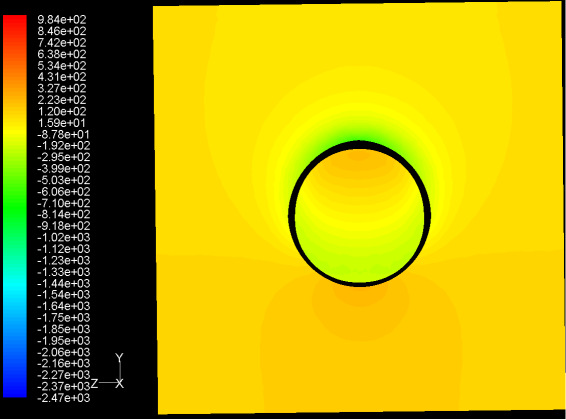 9.84e+02
8.46e+02
7.42e+02
6.38e+02
5.34e+02
4.31e+02
3.27e+02
2.23e+02
1.20e+02
1.59e+01
-8.78e+01
-1.92e+02
-2.95e+02
-3.99e+02
-5.03e+02
-6.06e+02
-7.10e+02
-8.14e+02
-9.18e+02
-1.02e+03
-1.12e+03
-1.23e+03
-1.33e+03
-1.44e+03
-1.54e+03
-1.64e+03
-1.75e+03
-1.85e+03
-1.95e+03
-2.06e+03
-2.16e+03
-2.27e+03
-2.37e+03
-2.47e+03
Y
Z X